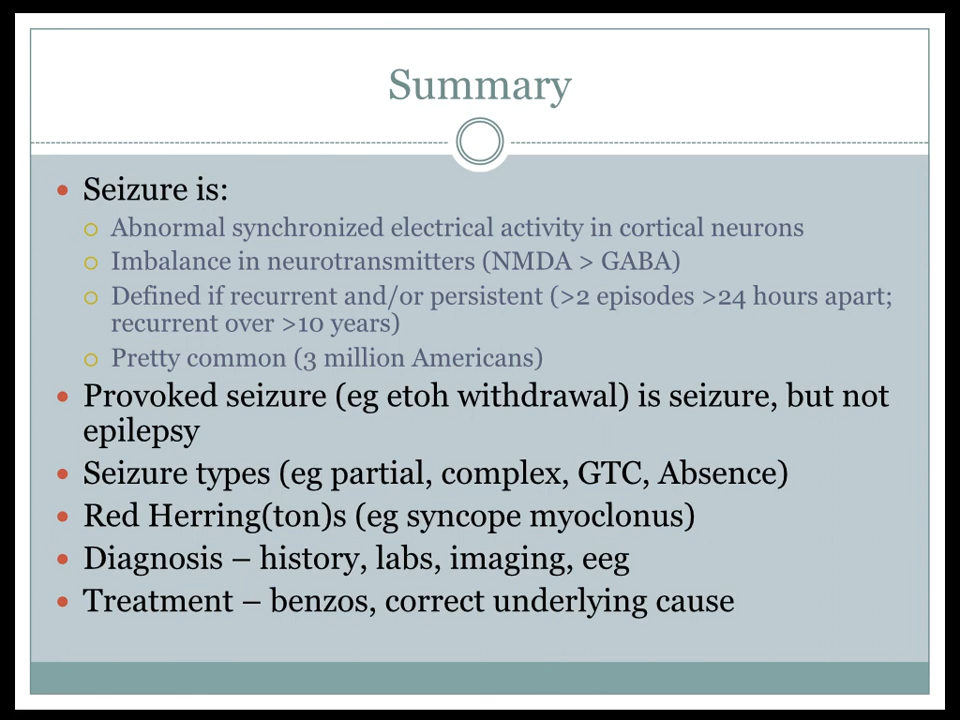 Summary
Seizure is:
Abnormal synchronized electrical activity in cortical neurons
Imbalance in neurotransmitters (NMDA > GABA)
Defined if recurrent and/or persistent (>2 episodes >24 hours apart;
recurrent over >10 years)
Pretty common (3 million Americans)
Provoked seizure (eg etoh withdrawal) is seizure, but not
epilepsy
Seizure types (eg partial, complex, GTC, Absence)
Red Herring(ton)s (eg syncope myoclonus)
Diagnosis – history, labs, imaging, eeg
Treatment – benzos, correct underlying cause